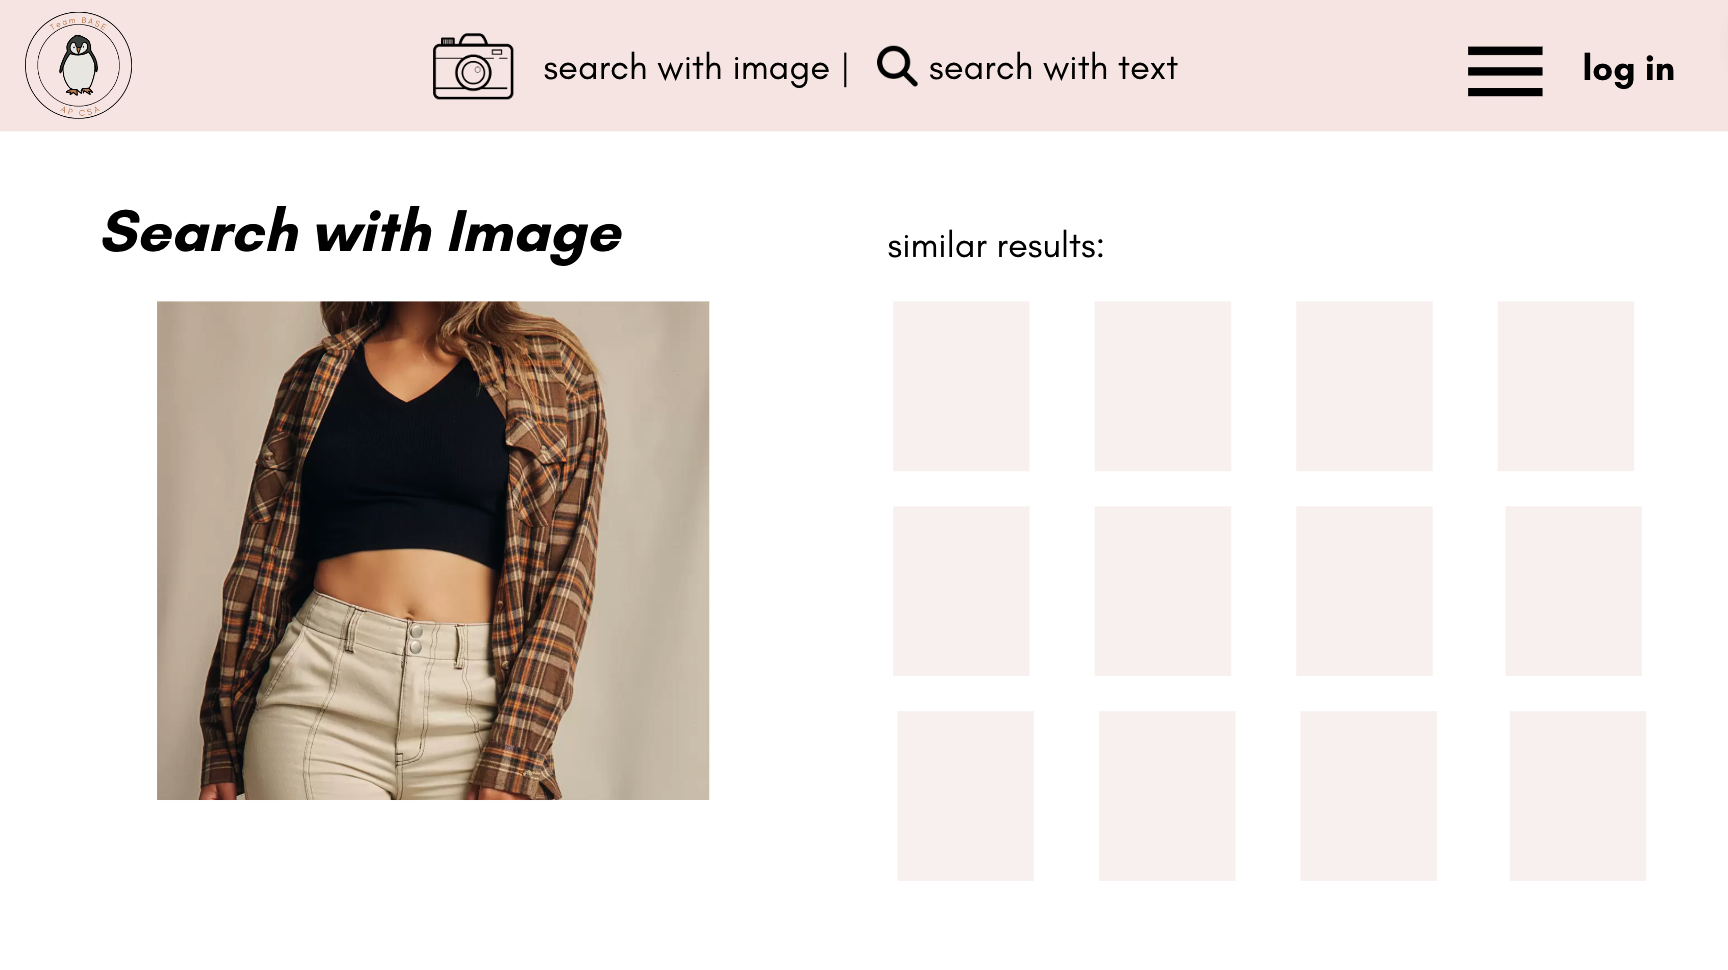 Team BASE
AP CSA
search with image | search with text
log in
Search with Image
similar results: